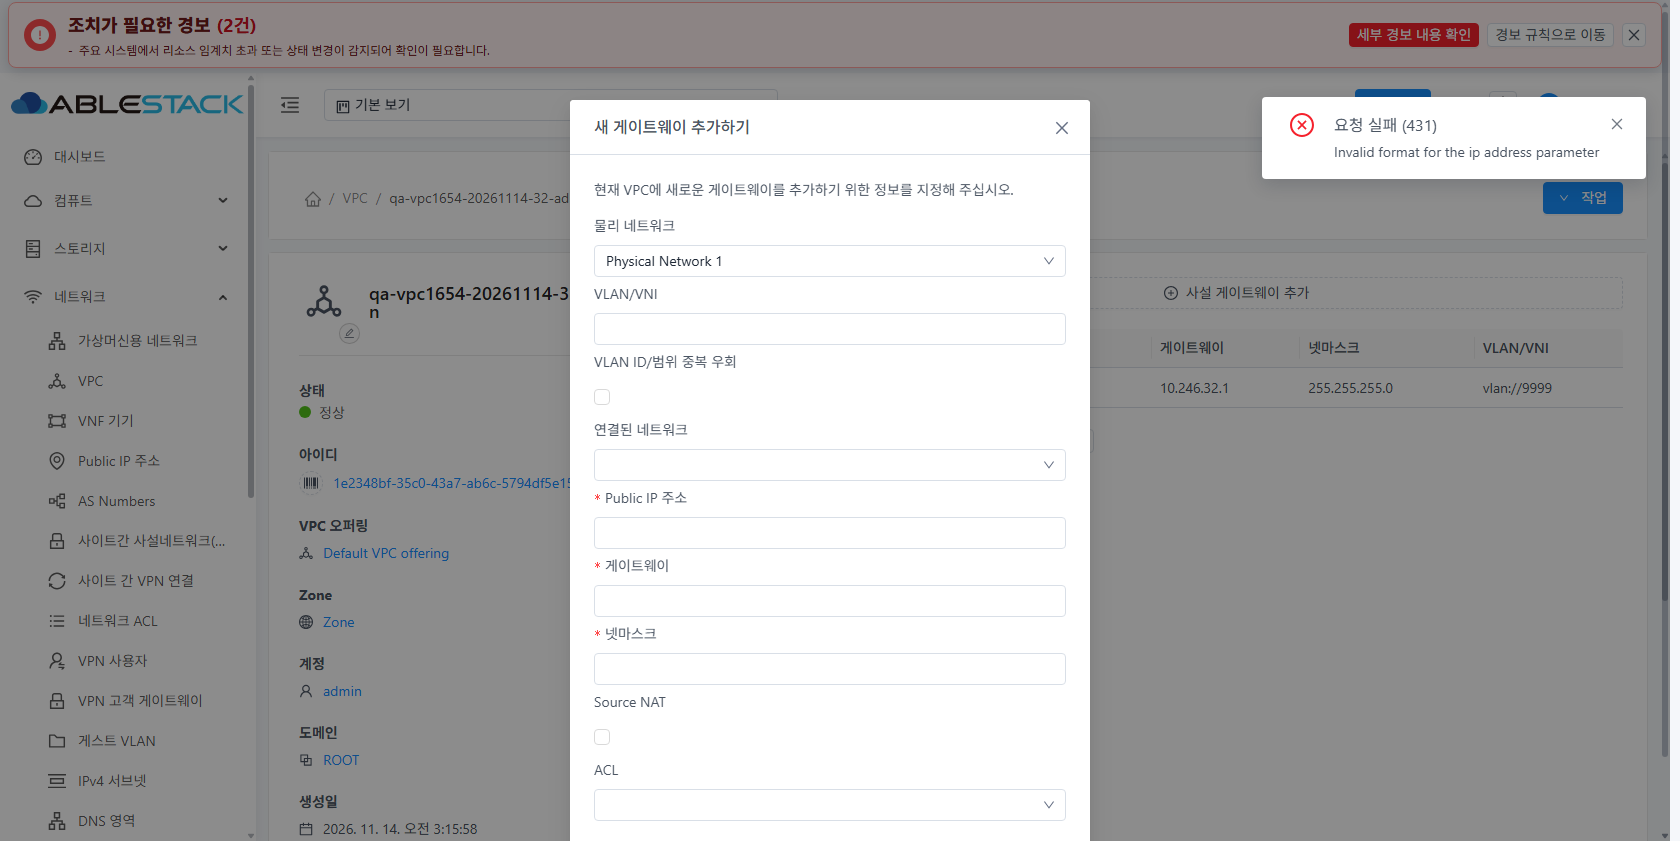 조치가 필요한 경보 (2건)
- 주요 시스템에서 리소스 임계치 초과 또는 상태 변경이 감지되어 확인이 필요합니다.
세부 경보 내용 확인
경보 규칙으로 이동
ABLESTACK
기본 보기
대시보드
컴퓨트
스토리지
네트워크
가상머신용 네트워크
VPC
VNF 기기
Public IP 주소
AS Numbers
사이트간 사설네트워크(...
사이트 간 VPN 연결
네트워크 ACL
VPN 사용자
VPN 고객 게이트웨이
게스트 VLAN
IPv4 서브넷
DNS 영역
/ VPC / qa-vpc1654-20261114-32-ad
작업
qa-vpc1654-20261114-3
n
상태
정상
아이디
1e2348bf-35c0-43a7-ab6c-5794df5e15
VPC 오퍼링
Default VPC offering
Zone
Zone
계정
admin
도메인
ROOT
생성일
2026. 11. 14. 오전 3:15:58
새 게이트웨이 추가하기
현재 VPC에 새로운 게이트웨이를 추가하기 위한 정보를 지정해 주십시오.
물리 네트워크
Physical Network 1
VLAN/VNI
VLAN ID/범위 중복 우회
연결된 네트워크
* Public IP 주소
* 게이트웨이
* 넷마스크
Source NAT
ACL
요청 실패 (431)
Invalid format for the ip address parameter
사설 게이트웨이 추가
게이트웨이 넷마스크 VLAN/VNI
10.246.32.1 255.255.255.0 vlan://9999